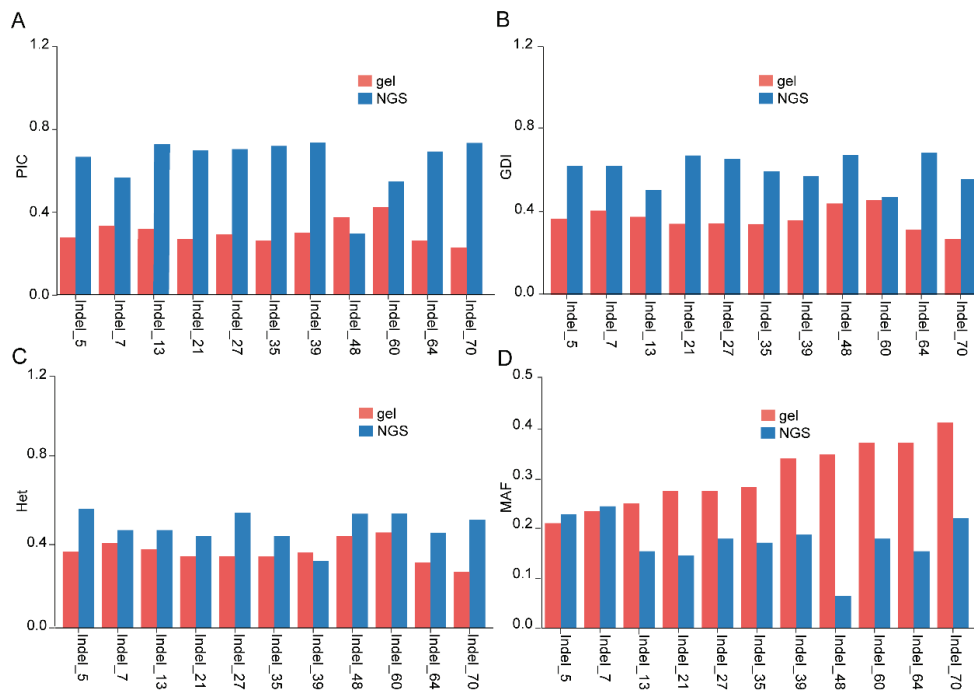 A
1.2
0.8
0.4
0.0
PIC
gel
NGS
Indel_5
Indel_7
Indel_13
Indel_21
Indel_27
Indel_35
Indel_39
Indel_48
Indel_60
Indel_64
Indel_70
B
1.2
0.8
0.4
0.0
GDI
gel
NGS
Indel_5
Indel_7
Indel_13
Indel_21
Indel_27
Indel_35
Indel_39
Indel_48
Indel_60
Indel_64
Indel_70
C
1.2
0.8
0.4
0.0
Het
gel
NGS
Indel_5
Indel_7
Indel_13
Indel_21
Indel_27
Indel_35
Indel_39
Indel_48
Indel_60
Indel_64
Indel_70
D
0.5
0.4
0.3
0.2
0.1
0.0
MAF
gel
NGS
Indel_5
Indel_7
Indel_13
Indel_21
Indel_27
Indel_35
Indel_39
Indel_48
Indel_60
Indel_64
Indel_70